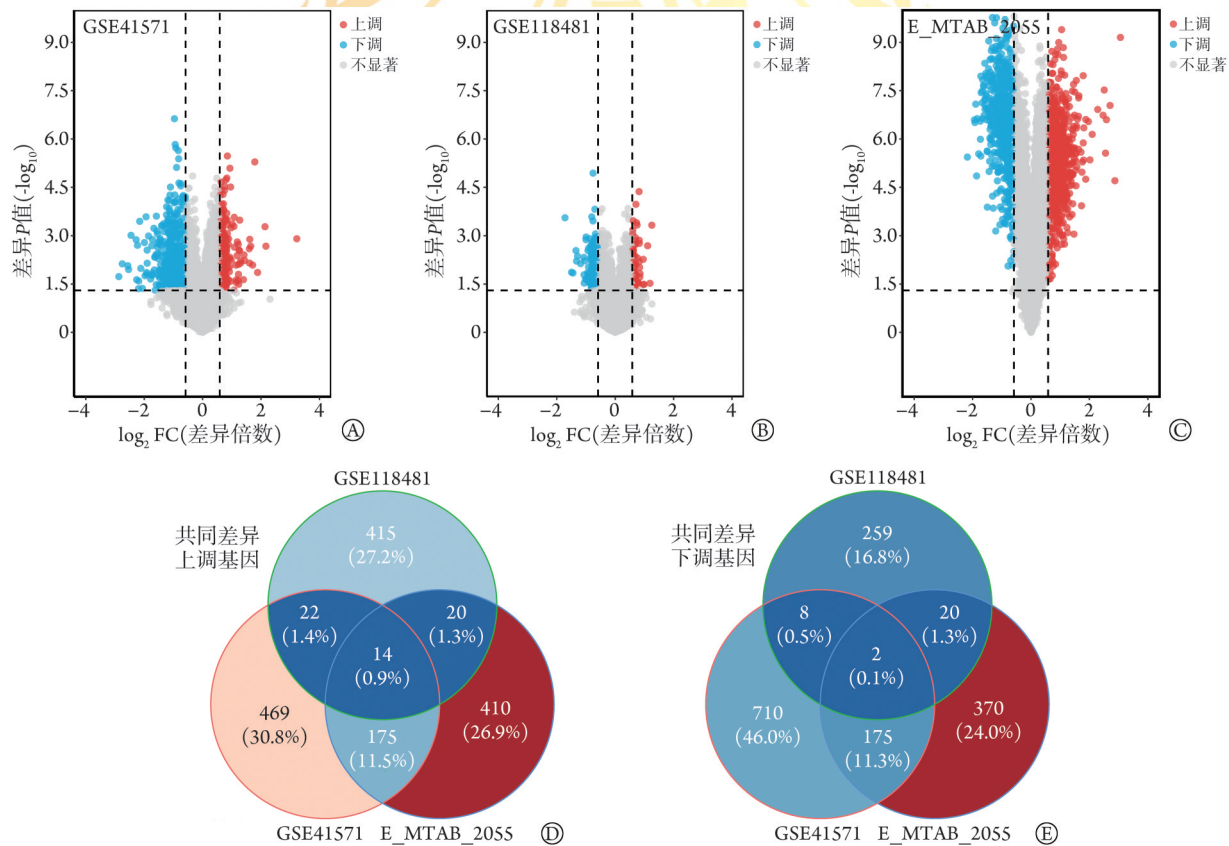 GSE41571
上调
下调
不显著
9.0
7.5
6.0
4.5
3.0
1.5
0
差异P值(-log₁₀)
−4 −2 0 2 4
log₂ FC(差异倍数)
Ⓐ
GSE118481
上调
下调
不显著
9.0
7.5
6.0
4.5
3.0
1.5
0
差异P值(-log₁₀)
−4 −2 0 2 4
log₂ FC(差异倍数)
Ⓑ
E_MTAB_2055
上调
下调
不显著
9.0
7.5
6.0
4.5
3.0
1.5
0
差异P值(-log₁₀)
−4 −2 0 2 4
log₂ FC(差异倍数)
Ⓒ
GSE118481
共同差异
上调基因
415
(27.2%)
22
(1.4%)
20
(1.3%)
14
(0.9%)
469
(30.8%)
175
(11.5%)
410
(26.9%)
GSE41571 E_MTAB_2055 Ⓓ
GSE118481
共同差异
下调基因
259
(16.8%)
8
(0.5%)
20
(1.3%)
2
(0.1%)
710
(46.0%)
175
(11.3%)
370
(24.0%)
GSE41571 E_MTAB_2055 Ⓔ